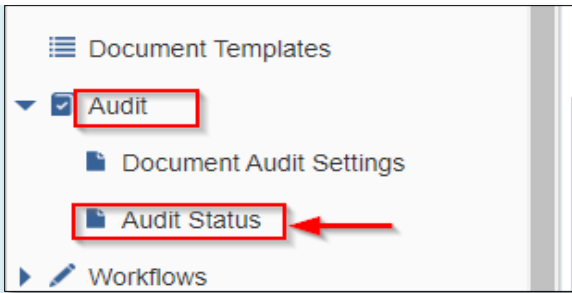 Document Templates
Audit
Document Audit Settings
Audit Status
Workflows